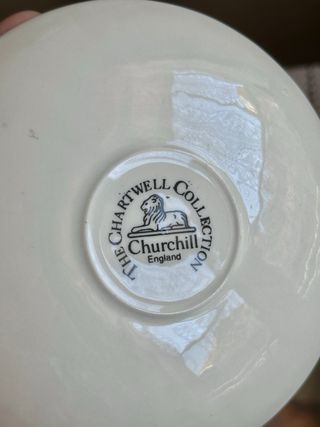 THE CHARTWELL COLLECTION
Churchill
England